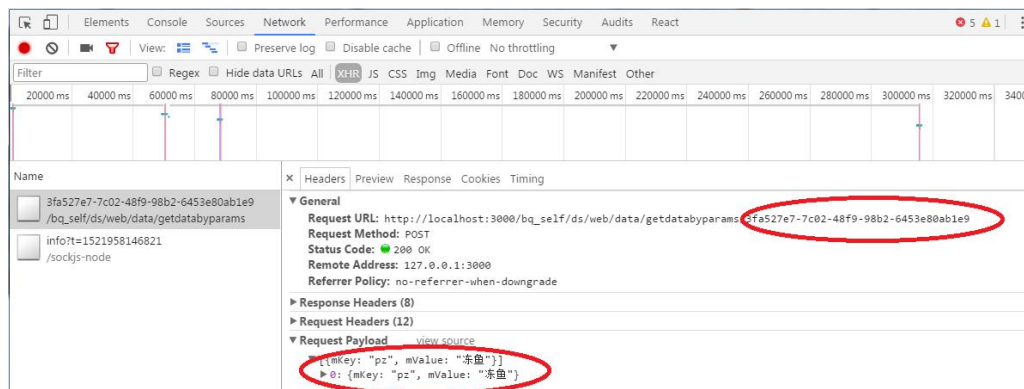 Elements Console Sources Network Performance Application Memory Security Audits React 5 1
View: Preserve log Disable cache Offline No throttling
Filter Regex Hide data URLs All XHR JS CSS Img Media Font Doc WS Manifest Other
20000 ms 40000 ms 60000 ms 80000 ms 100000 ms 120000 ms 140000 ms 160000 ms 180000 ms 200000 ms 220000 ms 240000 ms 260000 ms 280000 ms 300000 ms 320000 ms 340
Name
× Headers Preview Response Cookies Timing
3fa527e7-7c02-48f9-98b2-6453e80ab1e9
/bq_self/ds/web/data/getdatabyparams
info?t=1521958146821
/sockjs-node
General
Request URL: http://localhost:3000/bq_self/ds/web/data/getdatabyparams/3fa527e7-7c02-48f9-98b2-6453e80ab1e9
Request Method: POST
Status Code: 200 OK
Remote Address: 127.0.0.1:3000
Referrer Policy: no-referrer-when-downgrade
Response Headers (8)
Request Headers (12)
Request Payload view source
[{mKey: "pz", mValue: "冻鱼"}]
0: {mKey: "pz", mValue: "冻鱼"}